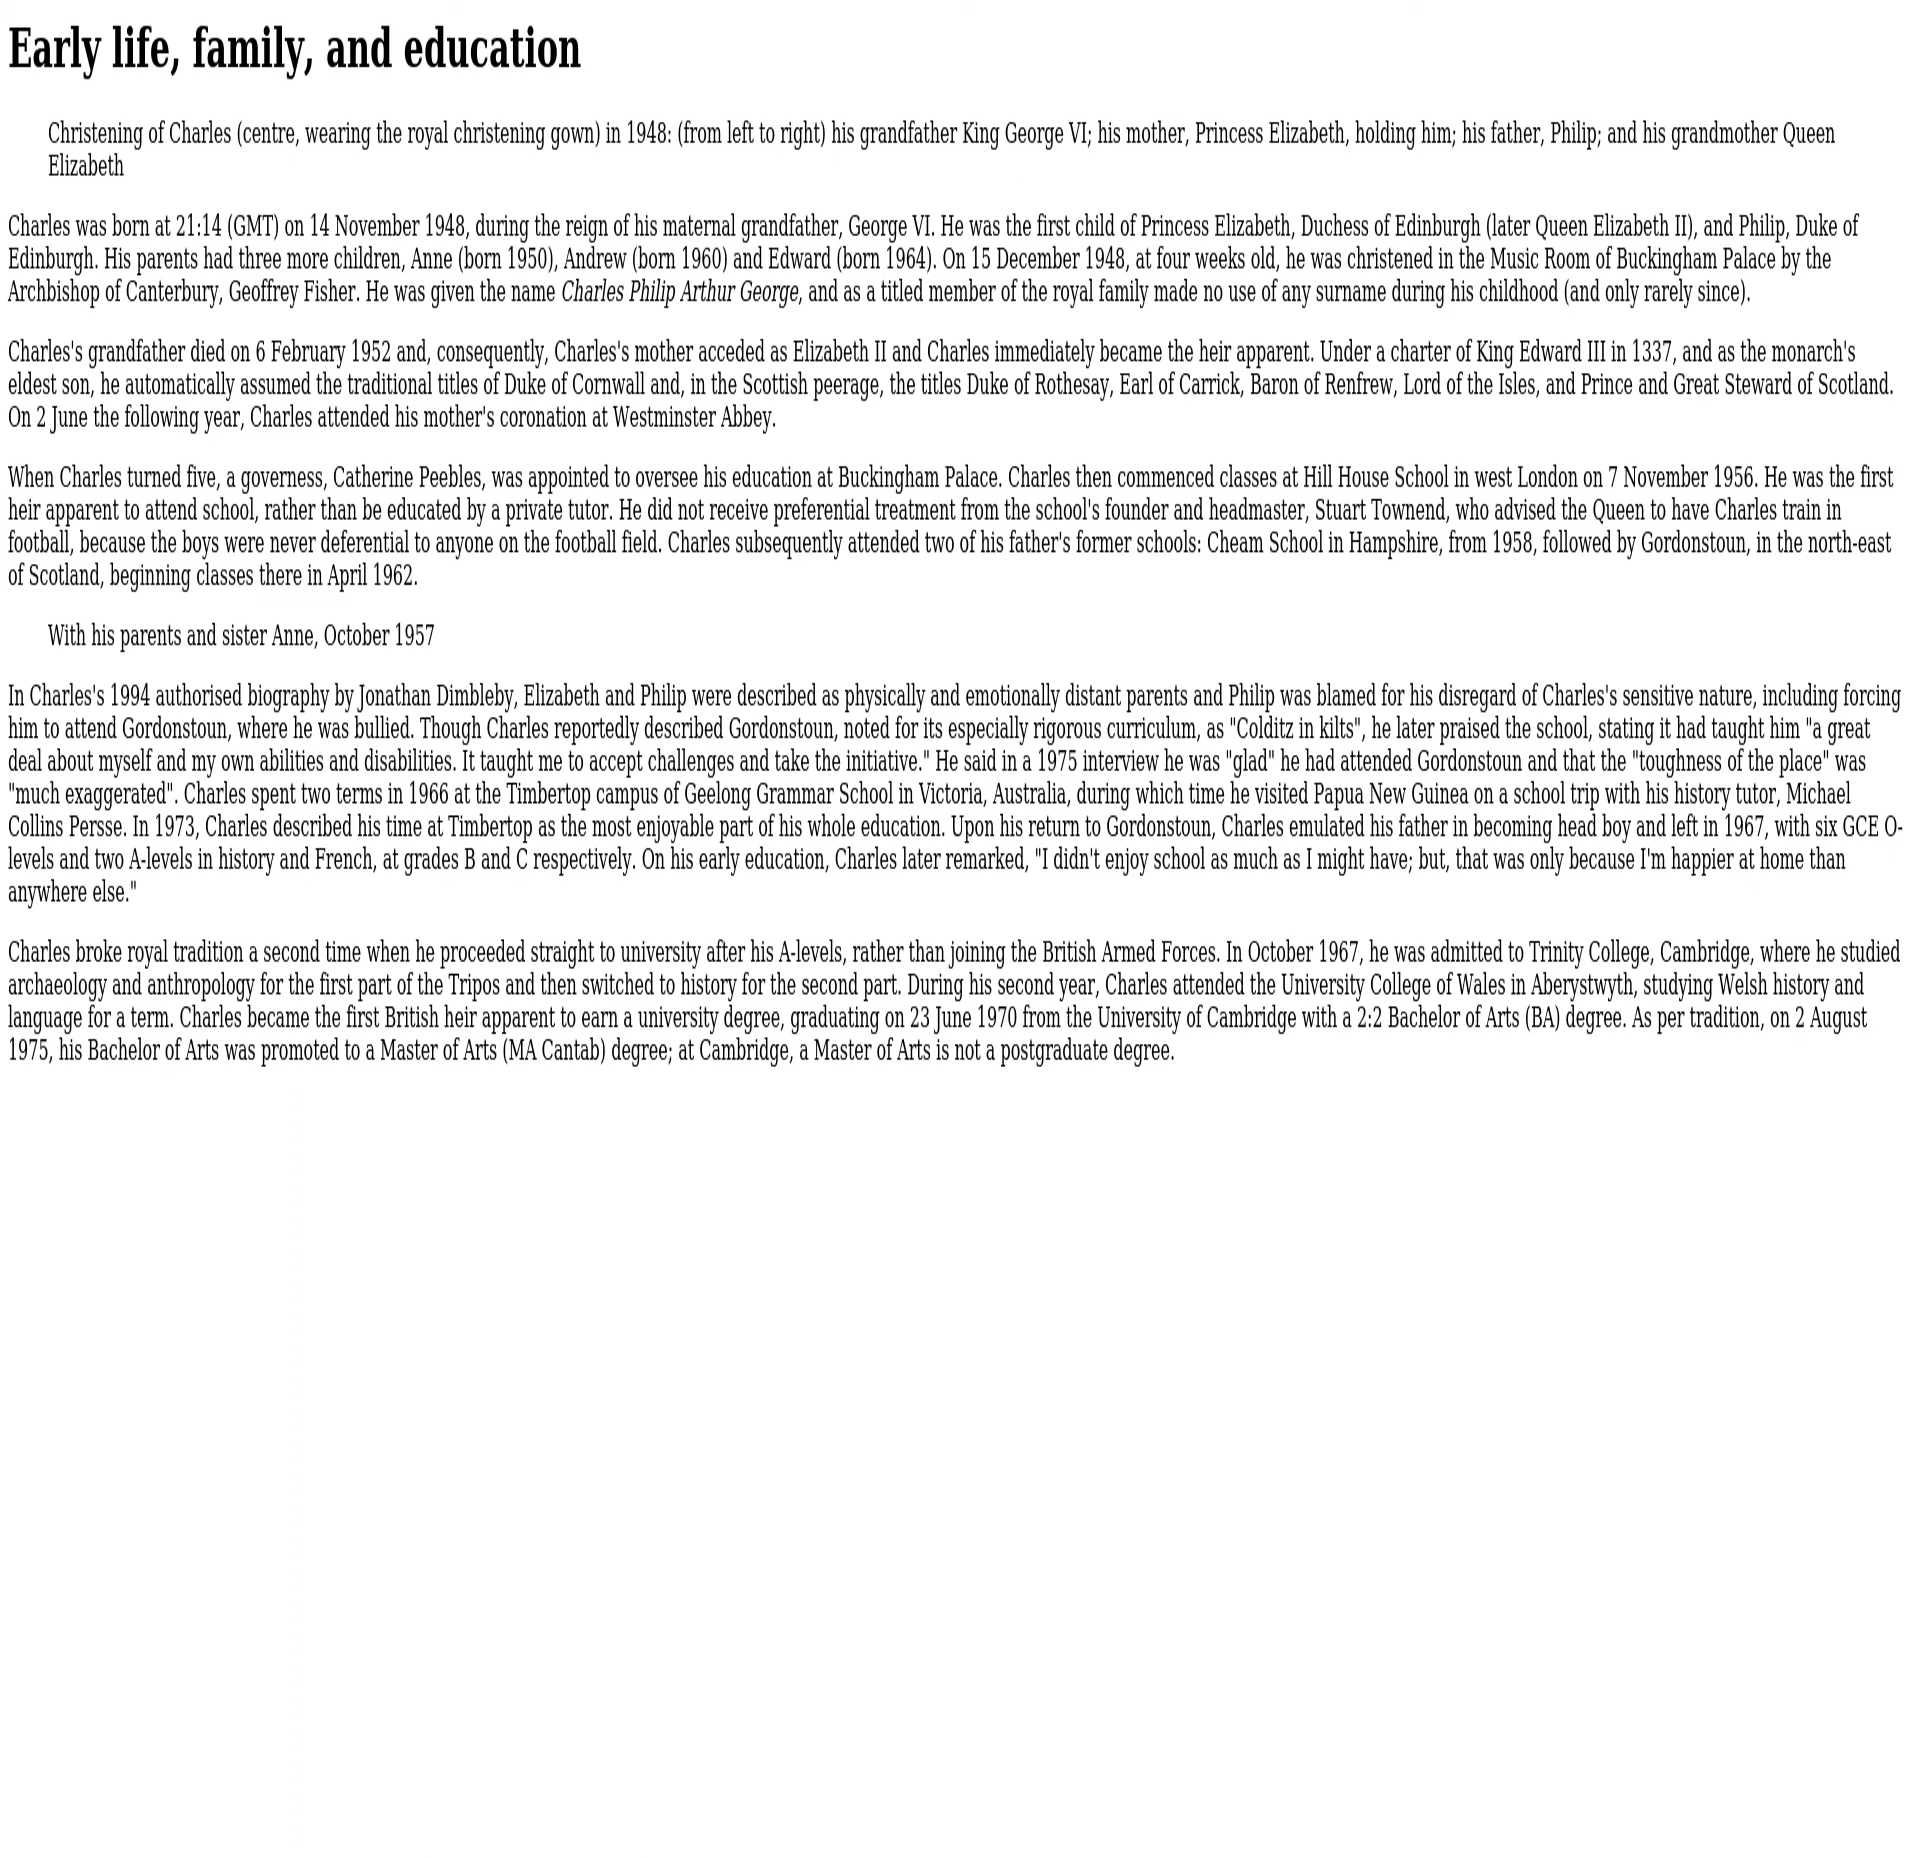 Early life, family, and education
Christening of Charles (centre, wearing the royal christening gown) in 1948: (from left to right) his grandfather King George VI; his mother, Princess Elizabeth, holding him; his father, Philip; and his grandmother Queen
Elizabeth
Charles was born at 21:14 (GMT) on 14 November 1948, during the reign of his maternal grandfather, George VI. He was the first child of Princess Elizabeth, Duchess of Edinburgh (later Queen Elizabeth II), and Philip, Duke of
Edinburgh. His parents had three more children, Anne (born 1950), Andrew (born 1960) and Edward (born 1964). On 15 December 1948, at four weeks old, he was christened in the Music Room of Buckingham Palace by the
Archbishop of Canterbury, Geoffrey Fisher. He was given the name Charles Philip Arthur George, and as a titled member of the royal family made no use of any surname during his childhood (and only rarely since).
Charles's grandfather died on 6 February 1952 and, consequently, Charles's mother acceded as Elizabeth II and Charles immediately became the heir apparent. Under a charter of King Edward III in 1337, and as the monarch's
eldest son, he automatically assumed the traditional titles of Duke of Cornwall and, in the Scottish peerage, the titles Duke of Rothesay, Earl of Carrick, Baron of Renfrew, Lord of the Isles, and Prince and Great Steward of Scotland.
On 2 June the following year, Charles attended his mother's coronation at Westminster Abbey.
When Charles turned five, a governess, Catherine Peebles, was appointed to oversee his education at Buckingham Palace. Charles then commenced classes at Hill House School in west London on 7 November 1956. He was the first
heir apparent to attend school, rather than be educated by a private tutor. He did not receive preferential treatment from the school's founder and headmaster, Stuart Townend, who advised the Queen to have Charles train in
football, because the boys were never deferential to anyone on the football field. Charles subsequently attended two of his father's former schools: Cheam School in Hampshire, from 1958, followed by Gordonstoun, in the north-east
of Scotland, beginning classes there in April 1962.
With his parents and sister Anne, October 1957
In Charles's 1994 authorised biography by Jonathan Dimbleby, Elizabeth and Philip were described as physically and emotionally distant parents and Philip was blamed for his disregard of Charles's sensitive nature, including forcing
him to attend Gordonstoun, where he was bullied. Though Charles reportedly described Gordonstoun, noted for its especially rigorous curriculum, as "Colditz in kilts", he later praised the school, stating it had taught him "a great
deal about myself and my own abilities and disabilities. It taught me to accept challenges and take the initiative." He said in a 1975 interview he was "glad" he had attended Gordonstoun and that the "toughness of the place" was
"much exaggerated". Charles spent two terms in 1966 at the Timbertop campus of Geelong Grammar School in Victoria, Australia, during which time he visited Papua New Guinea on a school trip with his history tutor, Michael
Collins Persse. In 1973, Charles described his time at Timbertop as the most enjoyable part of his whole education. Upon his return to Gordonstoun, Charles emulated his father in becoming head boy and left in 1967, with six GCE O-
levels and two A-levels in history and French, at grades B and C respectively. On his early education, Charles later remarked, "I didn't enjoy school as much as I might have; but, that was only because I'm happier at home than
anywhere else."
Charles broke royal tradition a second time when he proceeded straight to university after his A-levels, rather than joining the British Armed Forces. In October 1967, he was admitted to Trinity College, Cambridge, where he studied
archaeology and anthropology for the first part of the Tripos and then switched to history for the second part. During his second year, Charles attended the University College of Wales in Aberystwyth, studying Welsh history and
language for a term. Charles became the first British heir apparent to earn a university degree, graduating on 23 June 1970 from the University of Cambridge with a 2:2 Bachelor of Arts (BA) degree. As per tradition, on 2 August
1975, his Bachelor of Arts was promoted to a Master of Arts (MA Cantab) degree; at Cambridge, a Master of Arts is not a postgraduate degree.